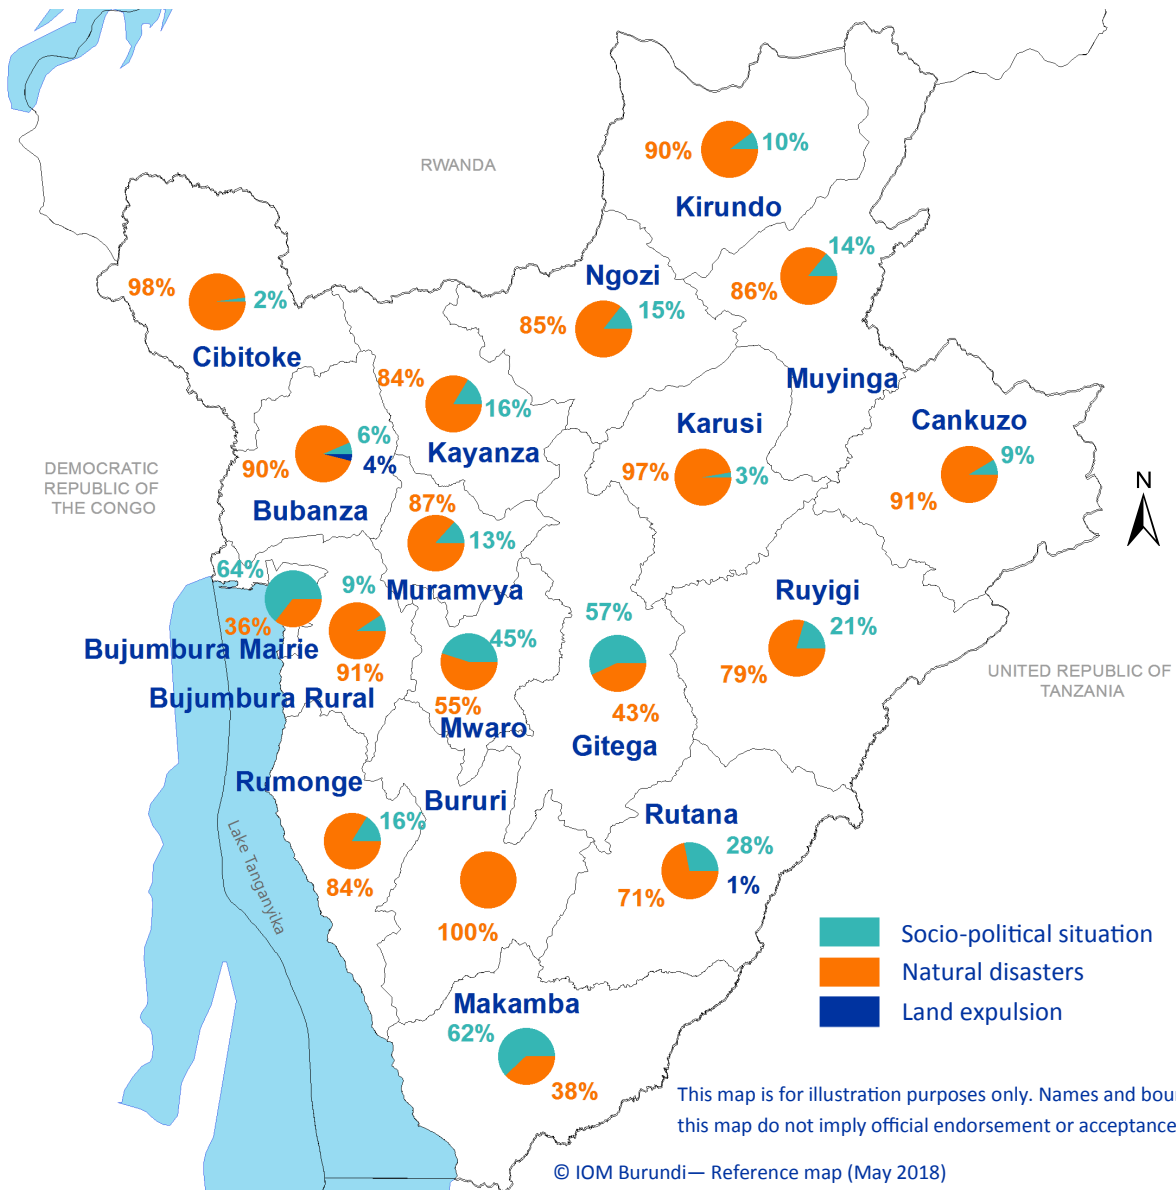 90%
10%
Kirundo
RWANDA
14%
86%
Muyinga
Ngozi
15%
85%
98%
2%
Cibitoke
84%
16%
Kayanza
Karusi
97%
3%
Cankuzo
9%
91%
6%
4%
90%
Bubanza
DEMOCRATIC
REPUBLIC OF
THE CONGO
N
87%
13%
Muramvya
64%
36%
Bujumbura Mairie
9%
91%
Bujumbura Rural
45%
55%
Mwaro
57%
43%
Gitega
Ruyigi
21%
79%
UNITED REPUBLIC OF
TANZANIA
Rumonge
16%
84%
Bururi
100%
Rutana
28%
1%
71%
Lake Tanganyika
Makamba
62%
38%
Socio-political situation
Natural disasters
Land expulsion
This map is for illustration purposes only. Names and bour
this map do not imply official endorsement or acceptance
© IOM Burundi— Reference map (May 2018)